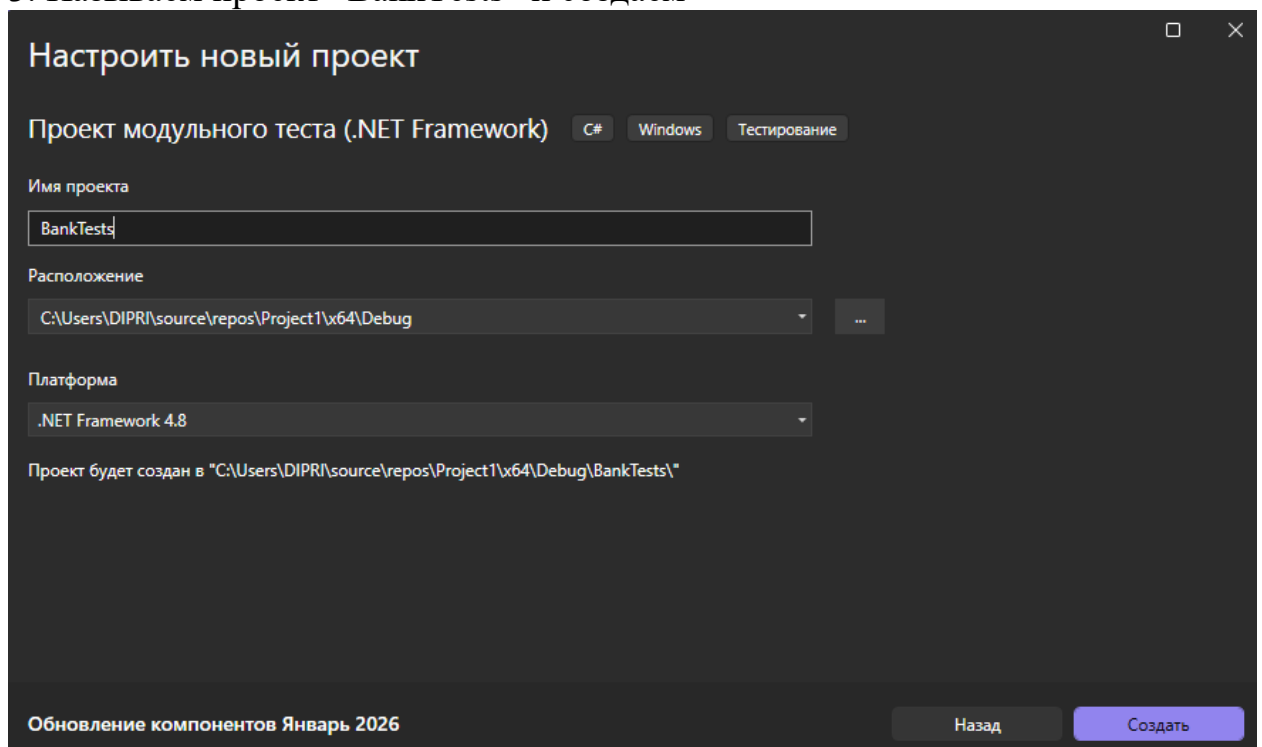 Настроить новый проект
Проект модульного теста (.NET Framework) C# Windows Тестирование
Имя проекта
BankTests
Расположение
C:\Users\DIPRI\source\repos\Project1\x64\Debug ...
Платформа
.NET Framework 4.8
Проект будет создан в "C:\Users\DIPRI\source\repos\Project1\x64\Debug\BankTests\"
Обновление компонентов Январь 2026 Назад Создать